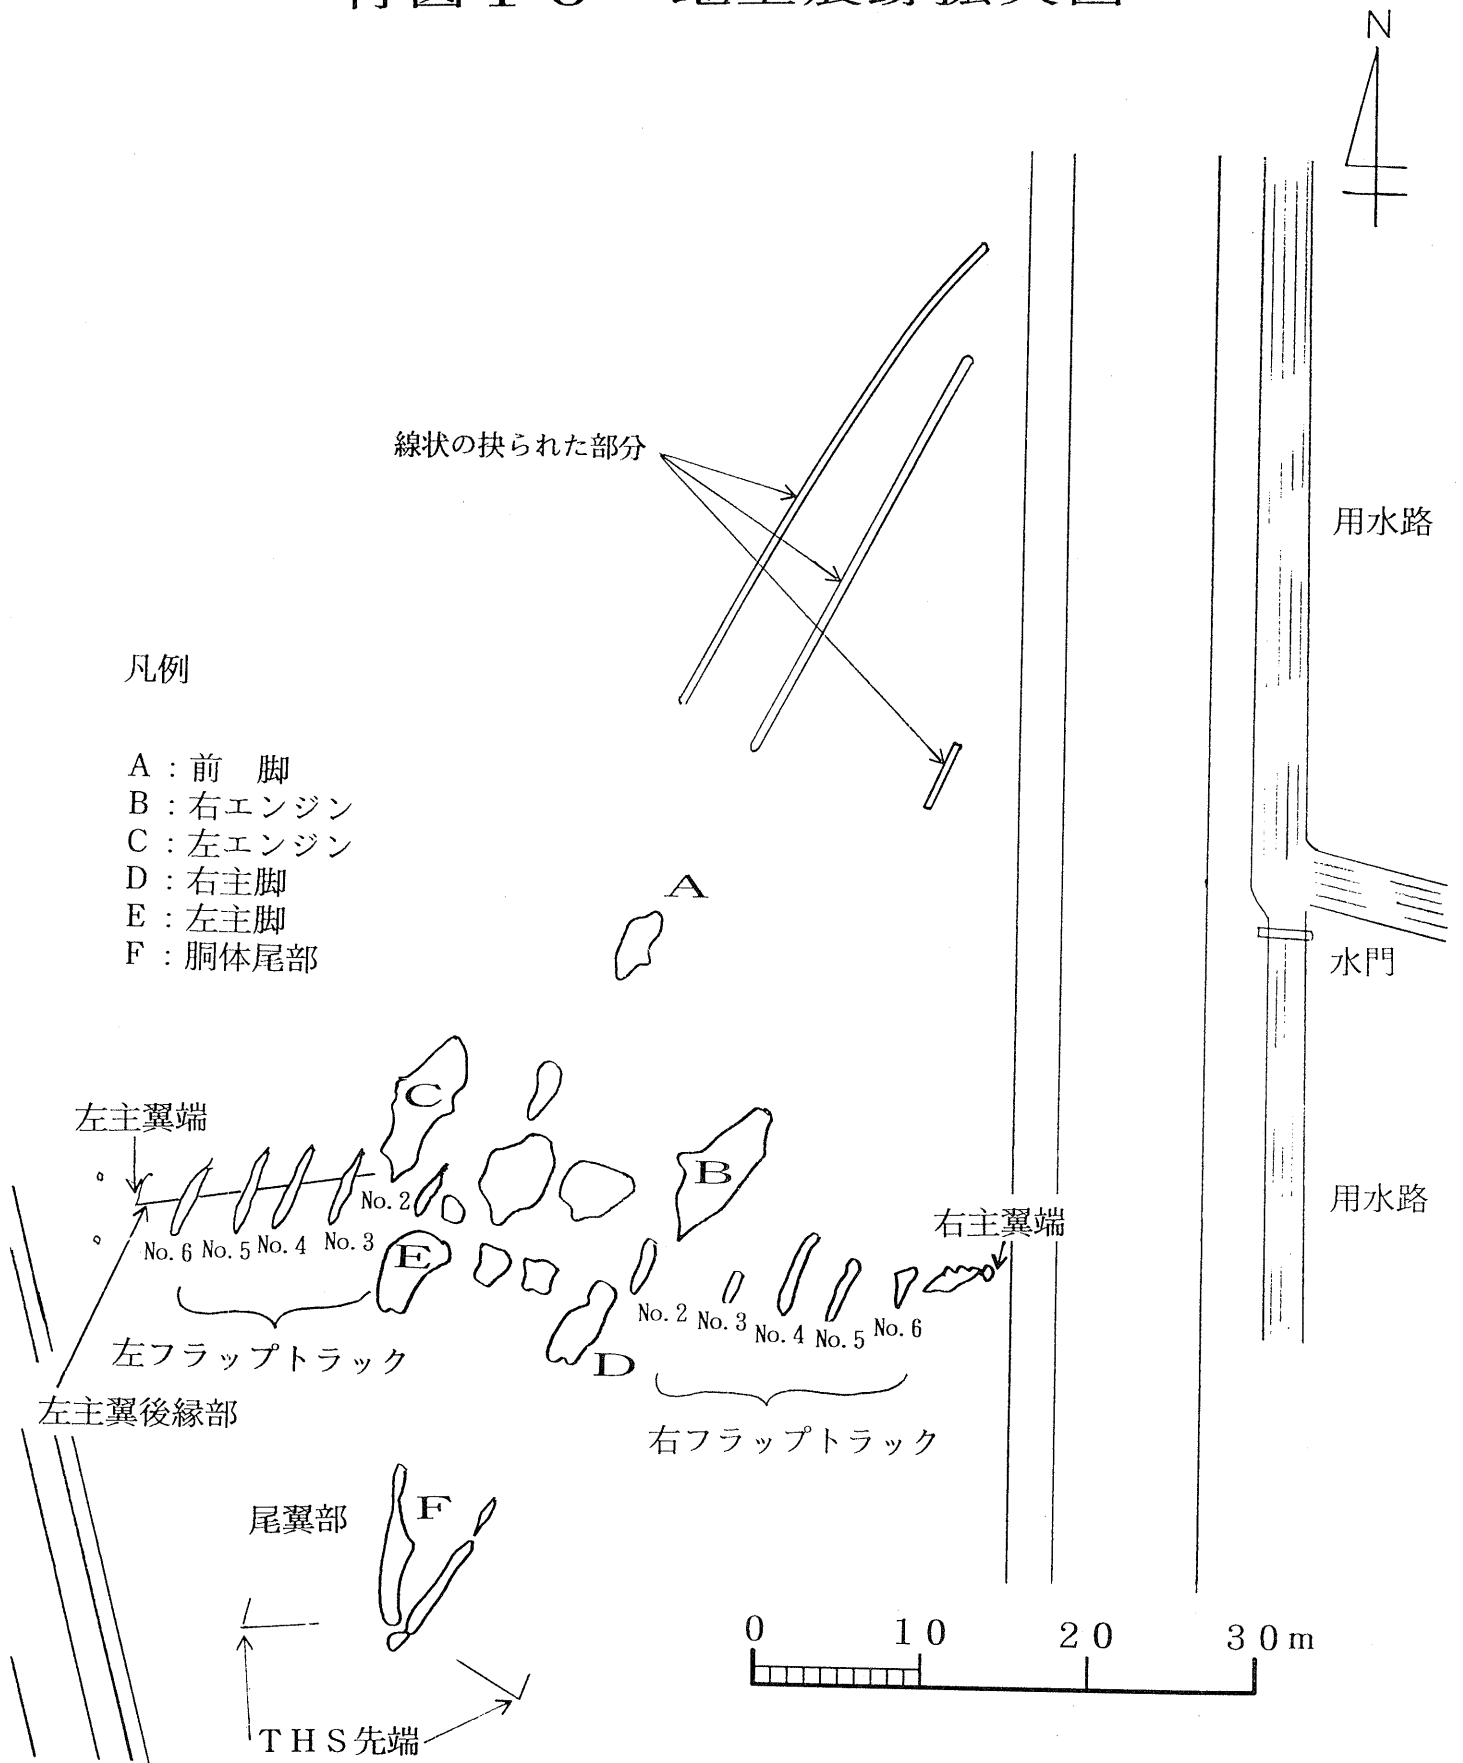 N
線状の抉られた部分
用水路
凡例
A：前　脚
B：右エンジン
C：左エンジン
D：右主脚
E：左主脚
F：胴体尾部
A
水門
C
左主翼端
B
No.2
用水路
右主翼端
No.6 No.5 No.4 No.3
E
No.2 No.3 No.4 No.5 No.6
左フラップトラック
D
左主翼後縁部
右フラップトラック
尾翼部
F
0 10 20 30m
THS先端